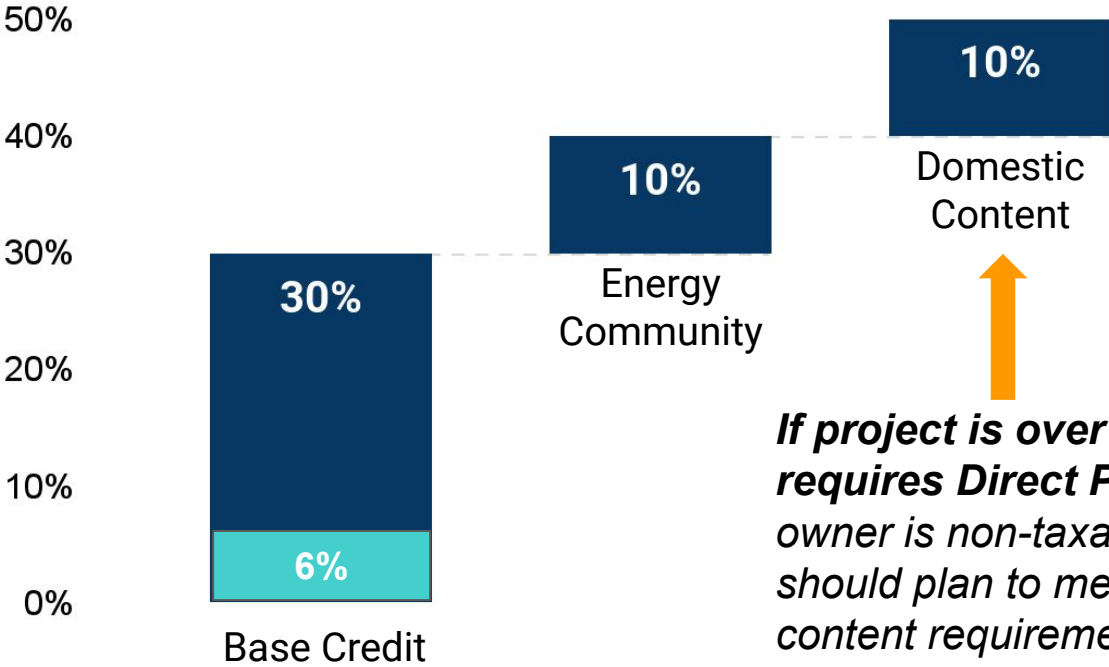 50%
40%
30%
20%
10%
0%
30%
6%
Base Credit
10%
Energy
Community
10%
Domestic
Content
If project is over
requires Direct P
owner is non-taxa
should plan to me
content requireme